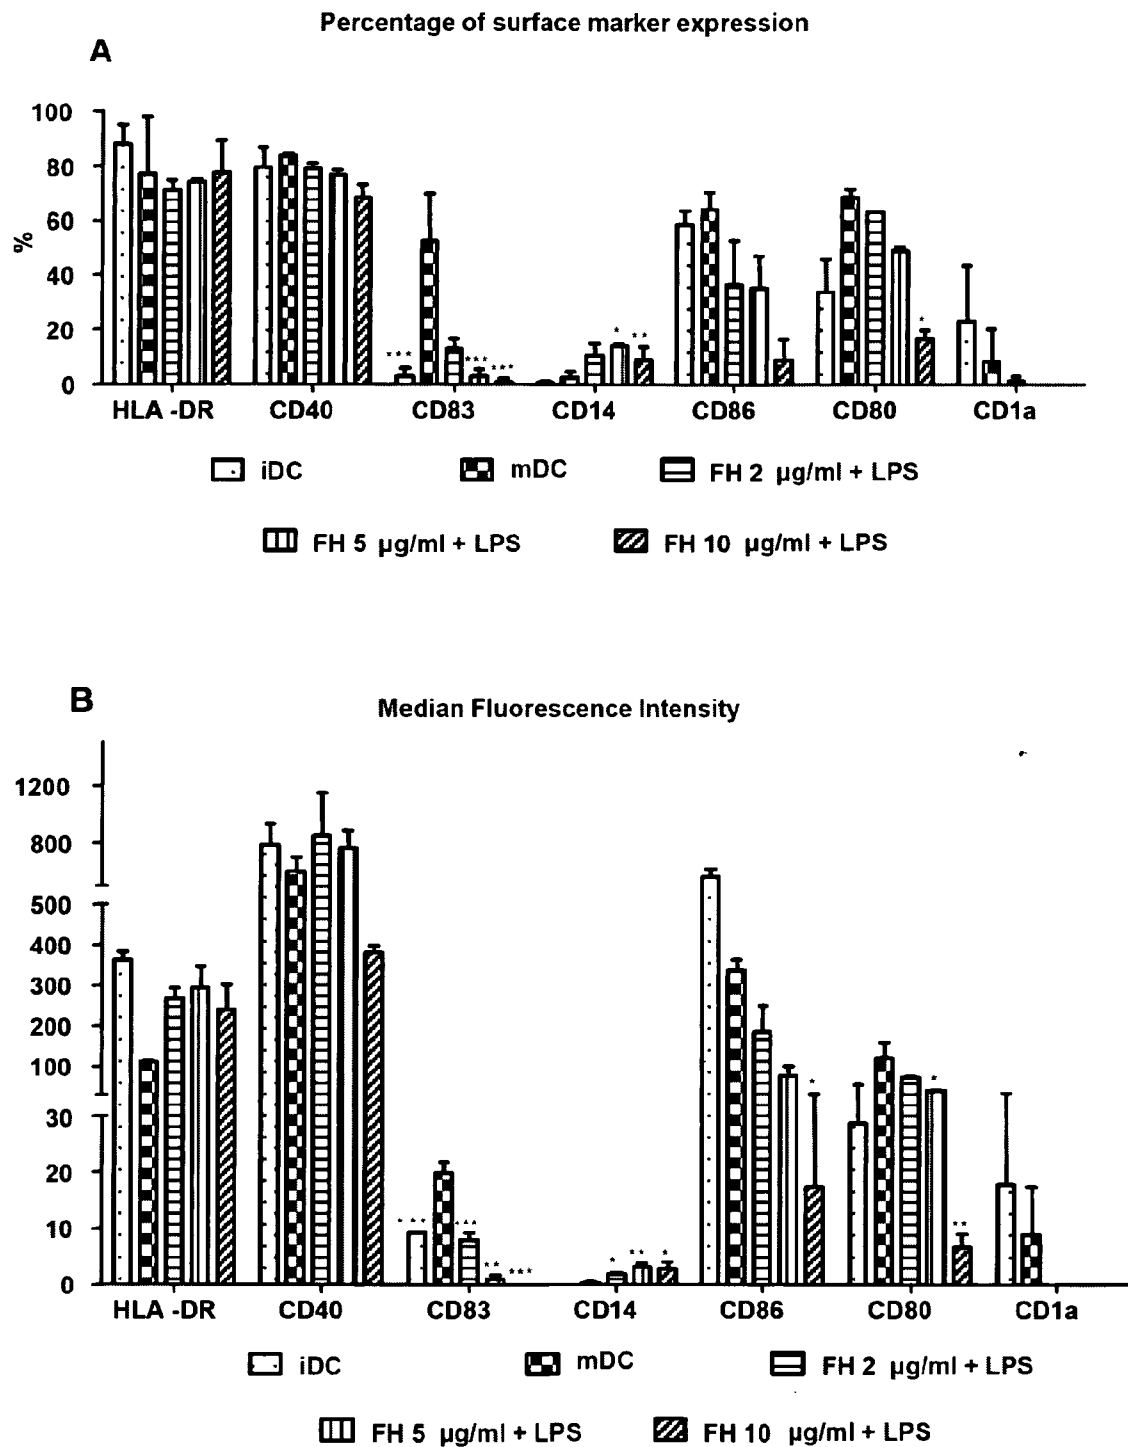 Percentage of surface marker expression
A
100
80
60
40
20
0
%
*** *** ***
* **
*
HLA -DR CD40 CD83 CD14 CD86 CD80 CD1a
iDC mDC FH 2 µg/ml + LPS
FH 5 µg/ml + LPS FH 10 µg/ml + LPS
B
Median Fluorescence Intensity
1200
800
500
400
300
200
100
30
20
10
0
*** *** ** ***
* ** *
*
* **
HLA -DR CD40 CD83 CD14 CD86 CD80 CD1a
iDC mDC FH 2 µg/ml + LPS
FH 5 µg/ml + LPS FH 10 µg/ml + LPS